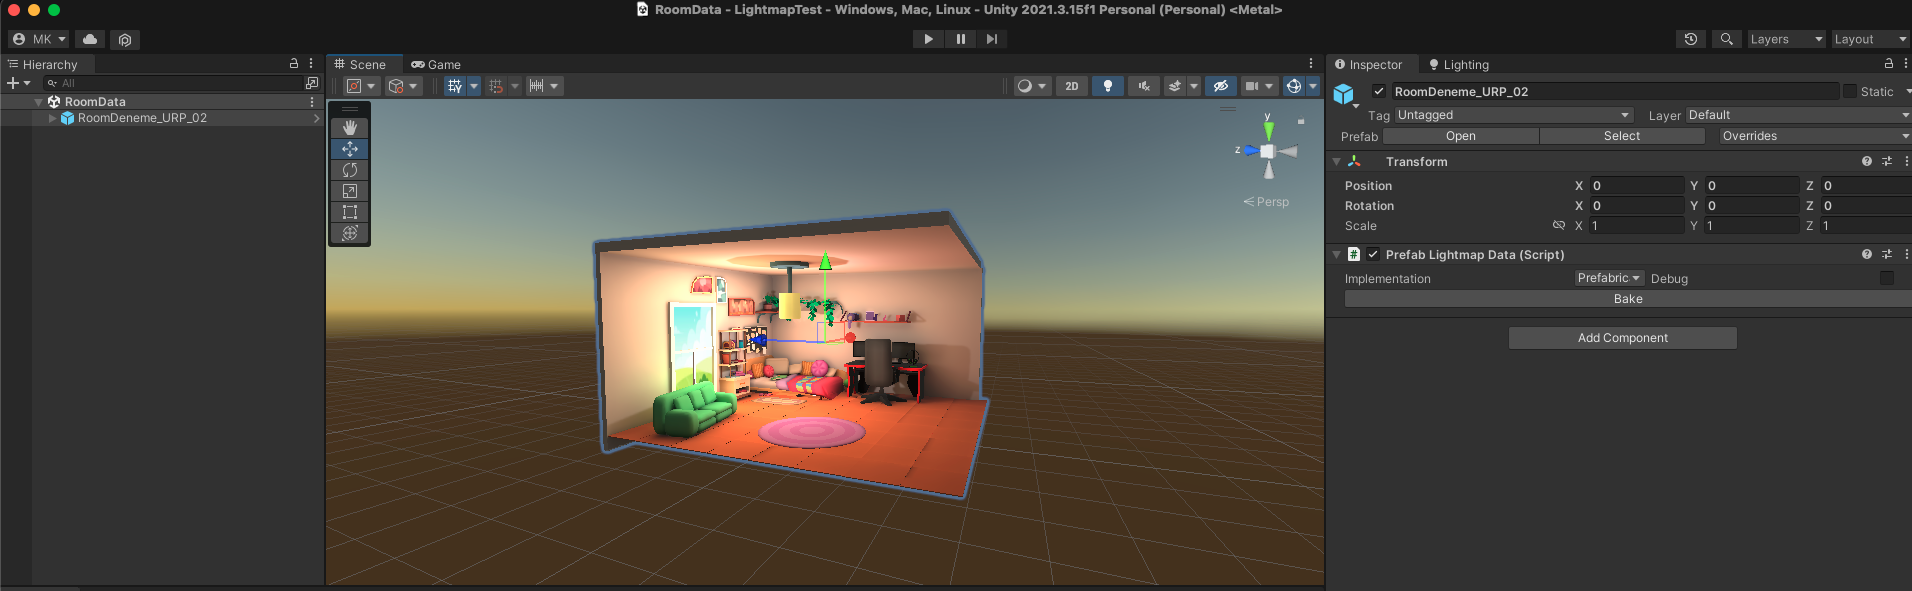 RoomData - LightmapTest - Windows, Mac, Linux - Unity 2021.3.15f1 Personal (Personal) <Metal>
MK
Layers
Layout
Hierarchy
All
RoomData
RoomDeneme_URP_02
Scene
Game
2D
y
z
Persp
Inspector
Lighting
RoomDeneme_URP_02
Static
Tag Untagged Layer Default
Prefab Open Select Overrides
Transform
Position X 0 Y 0 Z 0
Rotation X 0 Y 0 Z 0
Scale X 1 Y 1 Z 1
# Prefab Lightmap Data (Script)
Implementation Prefabric Debug
Bake
Add Component